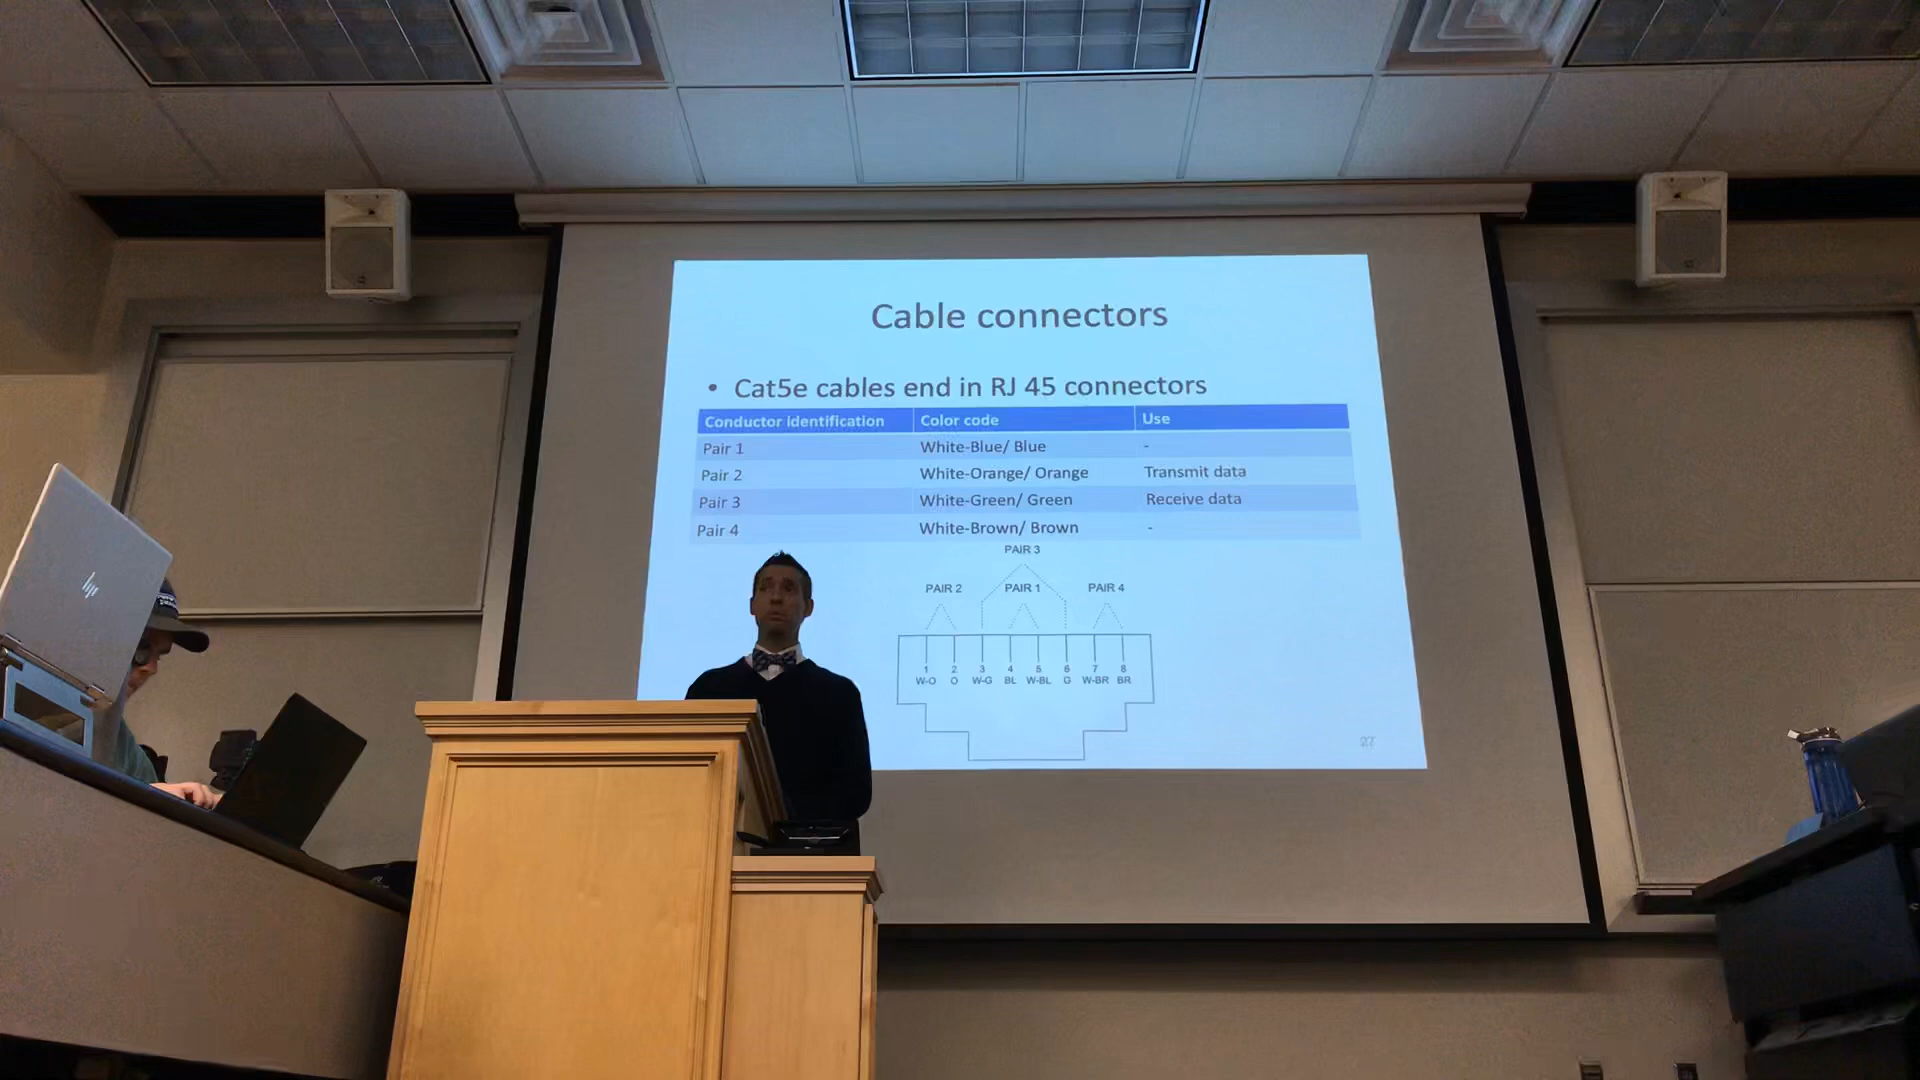 Cable connectors
• Cat5e cables end in RJ 45 connectors
Conductor identification Color code Use
Pair 1 White-Blue/ Blue -
Pair 2 White-Orange/ Orange Transmit data
Pair 3 White-Green/ Green Receive data
Pair 4 White-Brown/ Brown -
PAIR 3
PAIR 2 PAIR 1 PAIR 4
1 2 3 4 5 6 7 8
W-O O W-G BL W-BL G W-BR BR
27
hp